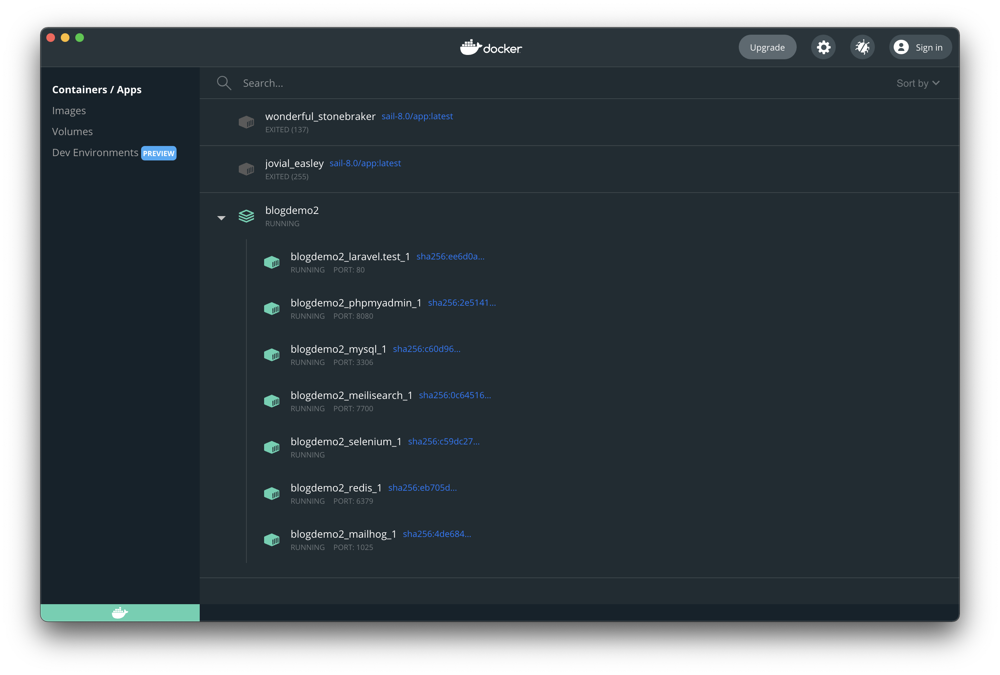 docker
Upgrade
Sign in
Containers / Apps
Images
Volumes
Dev Environments PREVIEW
Search...
Sort by
wonderful_stonebraker sail-8.0/app:latest
EXITED (137)
jovial_easley sail-8.0/app:latest
EXITED (255)
blogdemo2
RUNNING
blogdemo2_laravel.test_1 sha256:ee6d0a...
RUNNING PORT: 80
blogdemo2_phpmyadmin_1 sha256:2e5141...
RUNNING PORT: 8080
blogdemo2_mysql_1 sha256:c60d96...
RUNNING PORT: 3306
blogdemo2_meilisearch_1 sha256:0c64516...
RUNNING PORT: 7700
blogdemo2_selenium_1 sha256:c59dc27...
RUNNING
blogdemo2_redis_1 sha256:eb705d...
RUNNING PORT: 6379
blogdemo2_mailhog_1 sha256:4de684...
RUNNING PORT: 1025